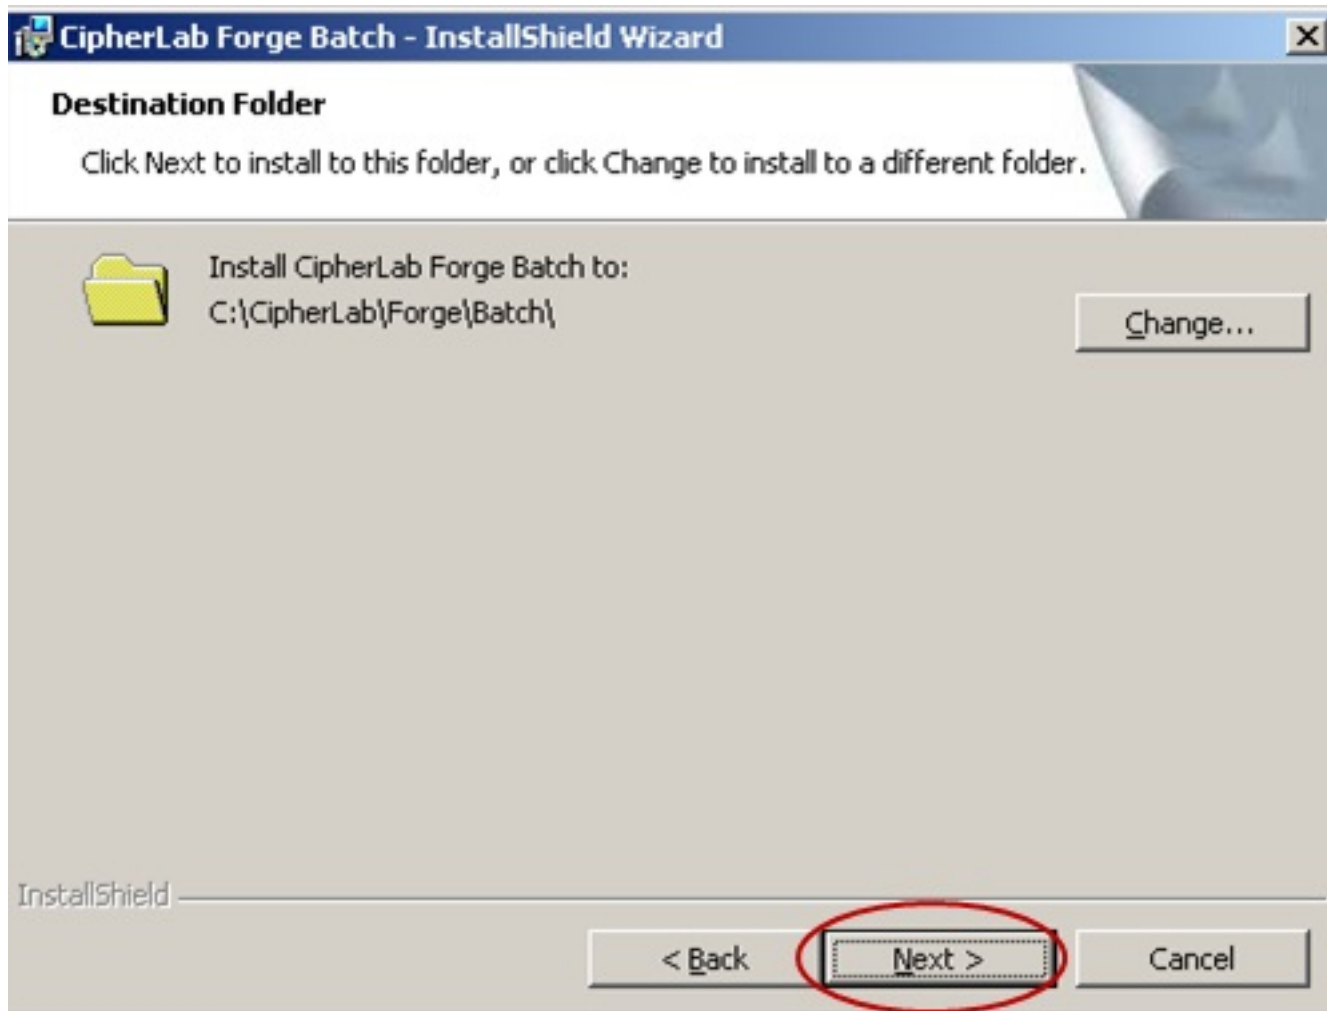 CipherLab Forge Batch - InstallShield Wizard
Destination Folder
Click Next to install to this folder, or click Change to install to a different folder.
Install CipherLab Forge Batch to:
C:\CipherLab\Forge\Batch\
Change...
InstallShield
< Back
Next >
Cancel